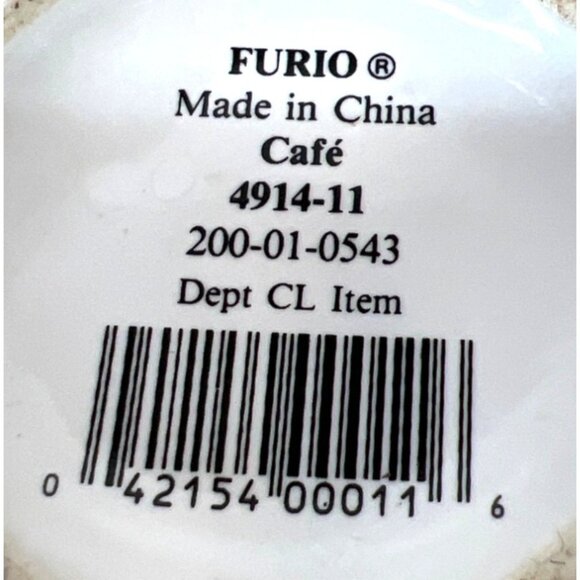 FURIO ®
Made in China
Café
4914-11
200-01-0543
Dept CL Item
0 42154 00011 6